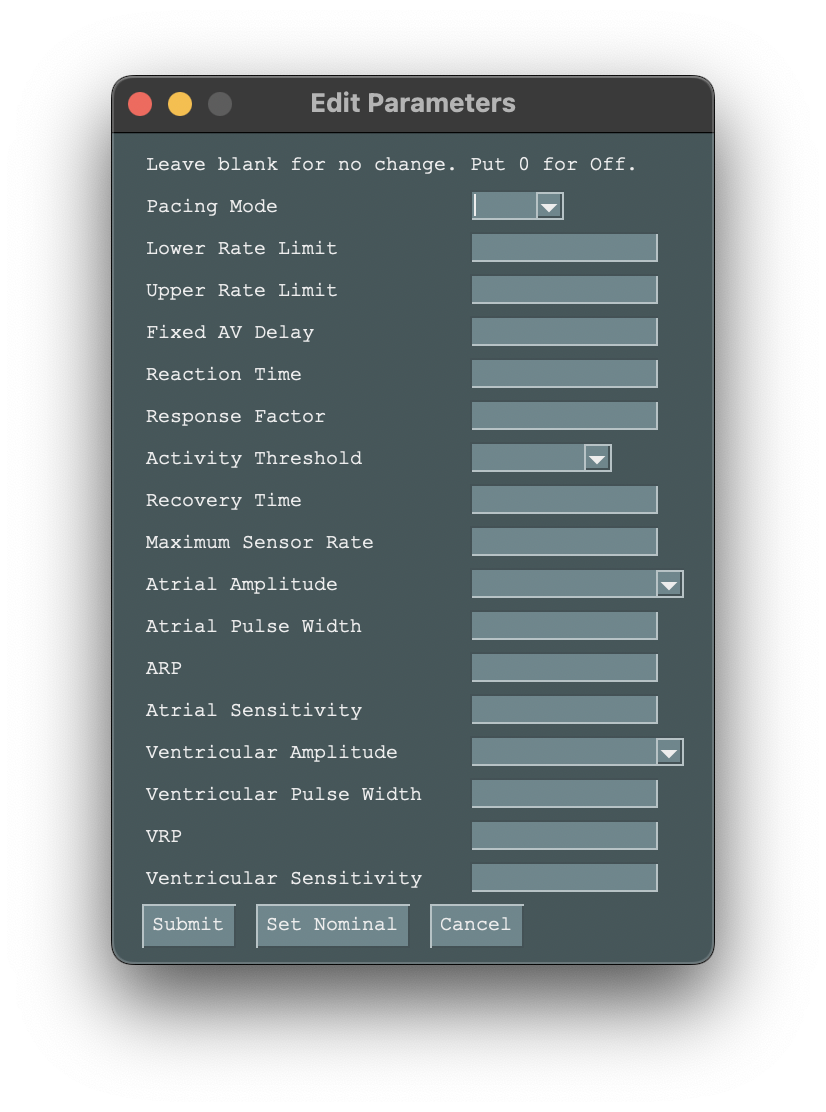 Edit Parameters
Leave blank for no change. Put 0 for Off.
Pacing Mode
Lower Rate Limit
Upper Rate Limit
Fixed AV Delay
Reaction Time
Response Factor
Activity Threshold
Recovery Time
Maximum Sensor Rate
Atrial Amplitude
Atrial Pulse Width
ARP
Atrial Sensitivity
Ventricular Amplitude
Ventricular Pulse Width
VRP
Ventricular Sensitivity
Submit Set Nominal Cancel